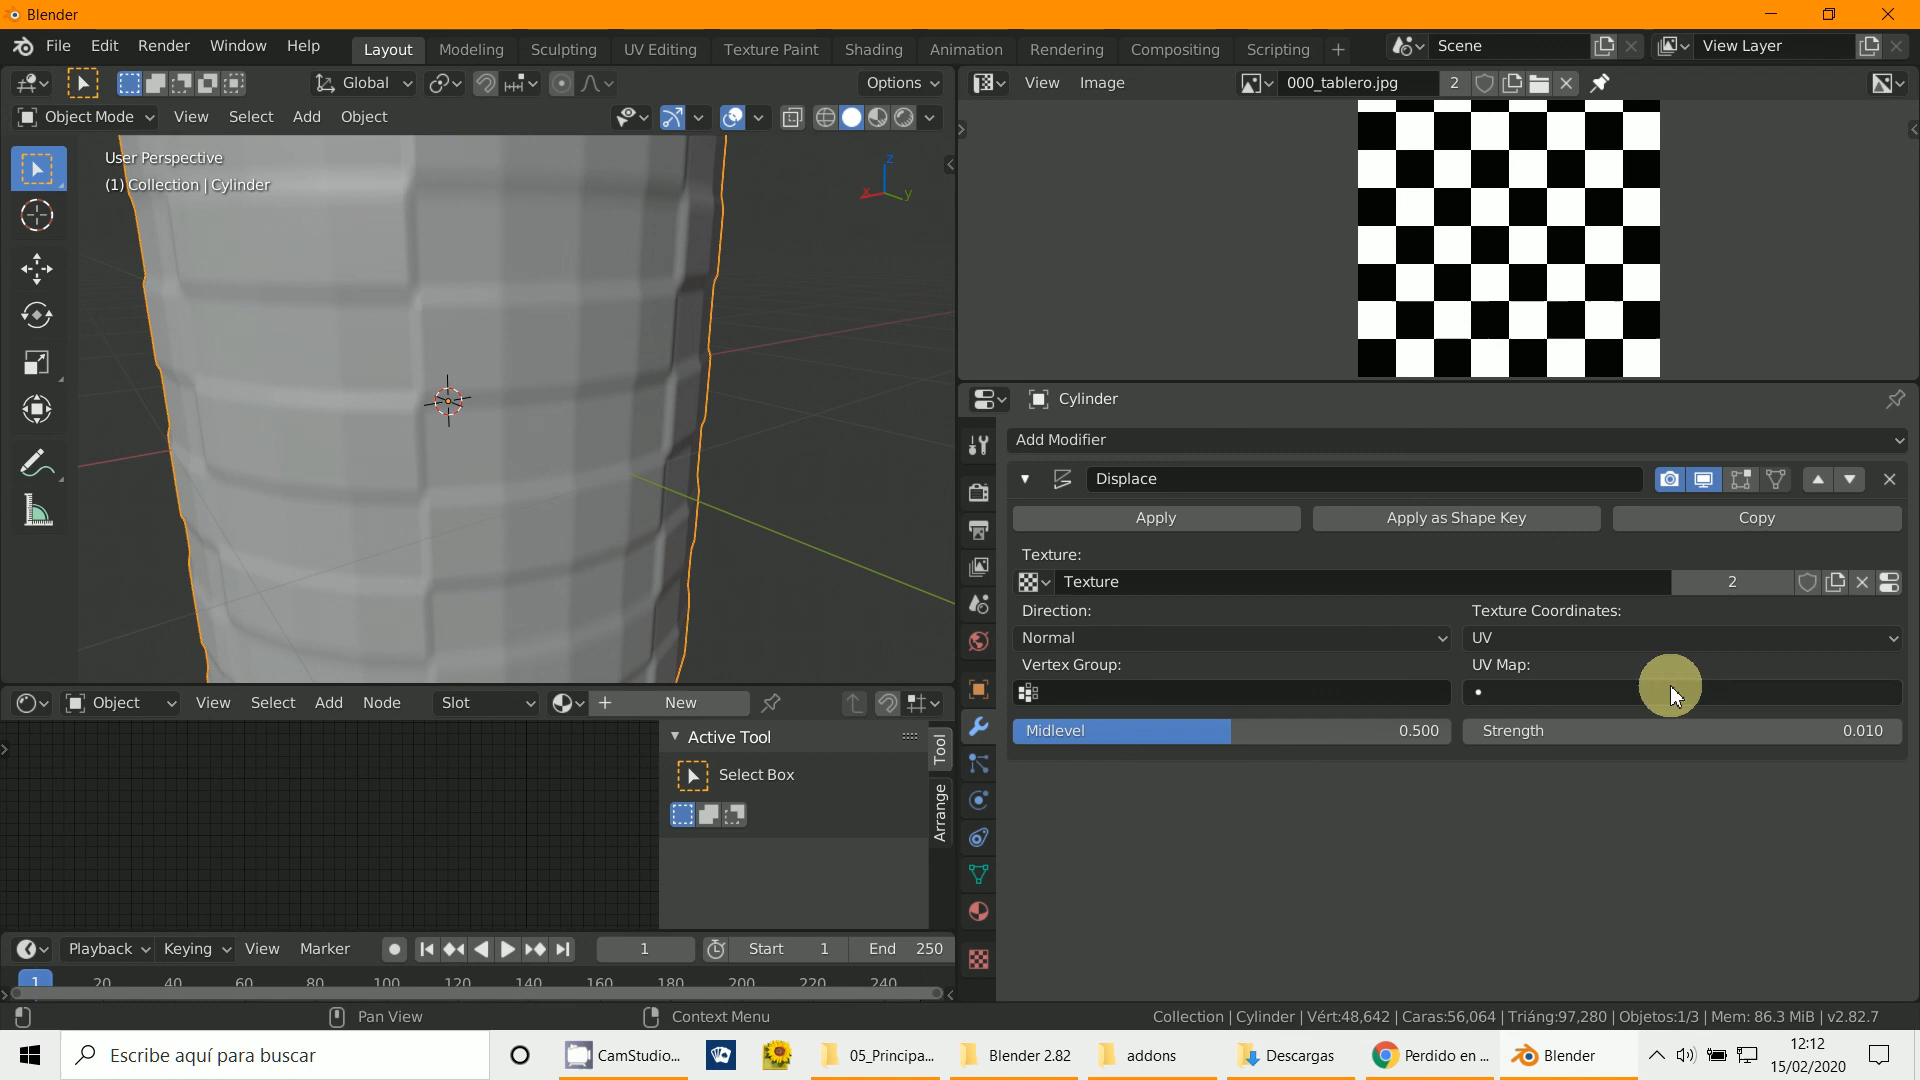 Blender
File Edit Render Window Help Layout Modeling Sculpting UV Editing Texture Paint Shading Animation Rendering Compositing Scripting + Scene View Layer
Global Options View Image 000_tablero.jpg 2
Object Mode View Select Add Object
User Perspective
(1) Collection | Cylinder
z
x
y
Cylinder
Add Modifier
Displace
Apply Apply as Shape Key Copy
Texture:
Texture 2
Direction: Texture Coordinates:
Normal UV
Vertex Group: UV Map:
Midlevel 0.500 Strength 0.010
Object View Select Add Node Slot New
Active Tool
Select Box
Tool
Arrange
Playback Keying View Marker 1 Start 1 End 250
1 20 40 60 80 100 120 140 160 180 200 220 240
Pan View Context Menu Collection | Cylinder | Vért:48,642 | Caras:56,064 | Triáng:97,280 | Objetos:1/3 | Mem: 86.3 MiB | v2.82.7
Escribe aquí para buscar CamStudio... 05_Principa... Blender 2.82 addons Descargas Perdido en ... Blender 12:12
15/02/2020